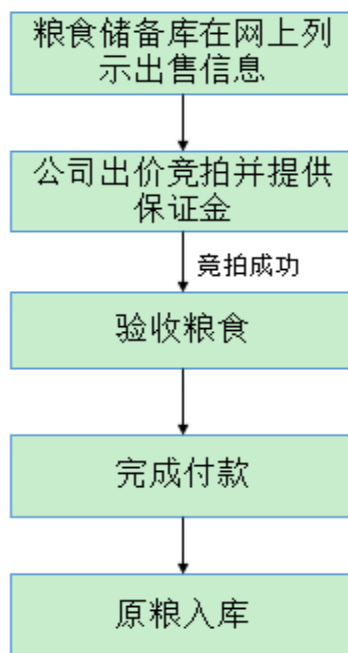 粮食储备库在网上列
示出售信息
公司出价竞拍并提供
保证金
竞拍成功
验收粮食
完成付款
原粮入库